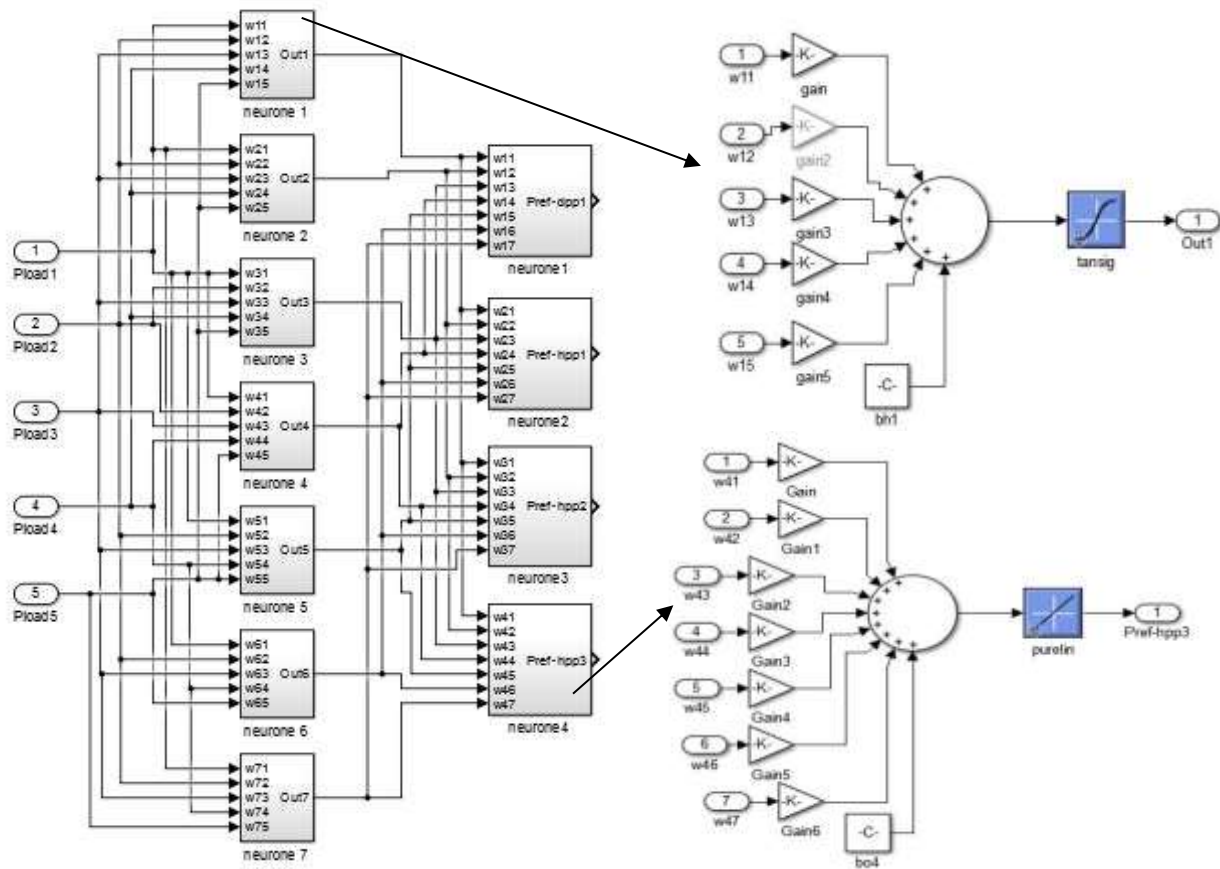 1
Pload1
2
Pload2
3
Pload3
4
Pload4
5
Pload5
w11
w12
w13
w14
w15
Out1
neurone 1
w21
w22
w23
w24
w25
Out2
neurone 2
w31
w32
w33
w34
w35
Out3
neurone 3
w41
w42
w43
w44
w45
Out4
neurone 4
w51
w52
w53
w54
w55
Out5
neurone 5
w61
w62
w63
w64
w65
Out6
neurone 6
w71
w72
w73
w74
w75
Out7
neurone 7
w11
w12
w13
w14
w15
w16
w17
Pref-dpp1
neurone1
w21
w22
w23
w24
w25
w26
w27
Pref-hpp1
neurone2
w31
w32
w33
w34
w35
w36
w37
Pref-hpp2
neurone3
w41
w42
w43
w44
w45
w46
w47
Pref-hpp3
neurone4
1
w11
-K-
gain
2
w12
-K-
gain2
3
w13
-K-
gain3
4
w14
-K-
gain4
5
w15
-K-
gain5
-C-
bh1
+
+
+
+
+
+
tansig
1
Out1
1
w41
-K-
Gain
2
w42
-K-
Gain1
3
w43
-K-
Gain2
4
w44
-K-
Gain3
5
w45
-K-
Gain4
6
w46
-K-
Gain5
7
w47
-K-
Gain6
-C-
bo4
+
+
+
+
+
+
+
+
purelin
1
Pref-hpp3